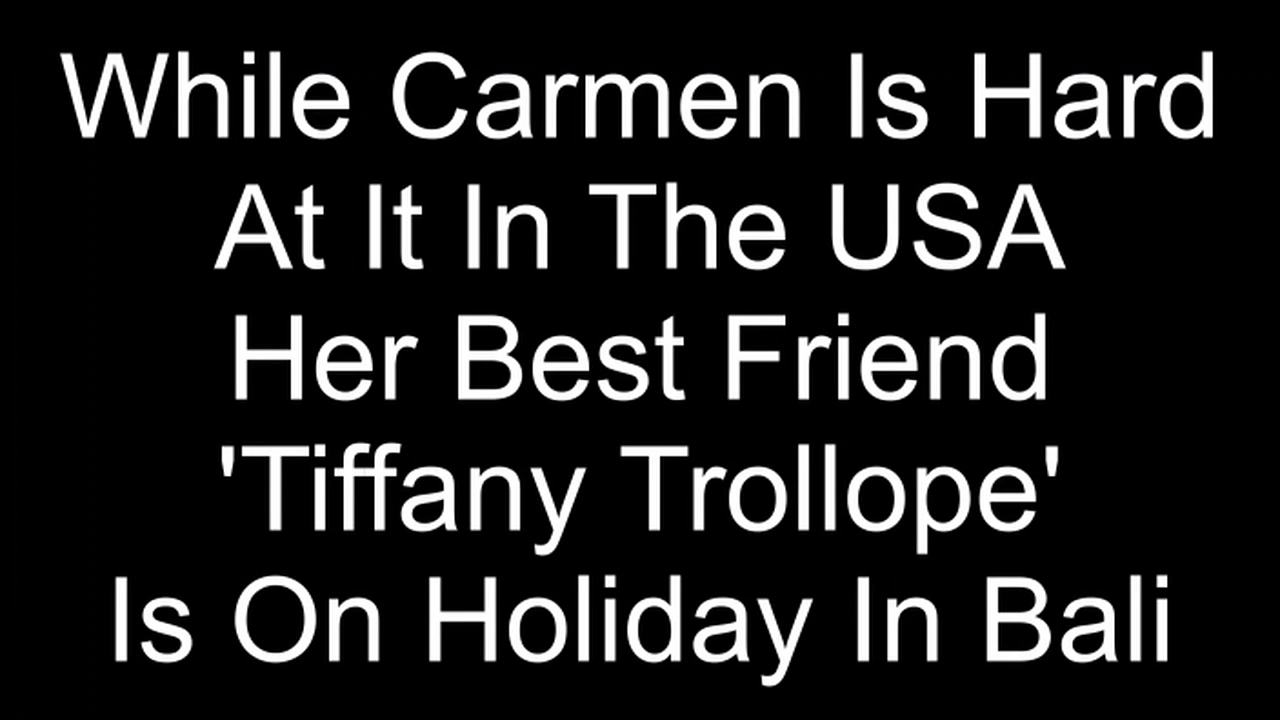 While Carmen Is Hard
At It In The USA
Her Best Friend
'Tiffany Trollope'
Is On Holiday In Bali